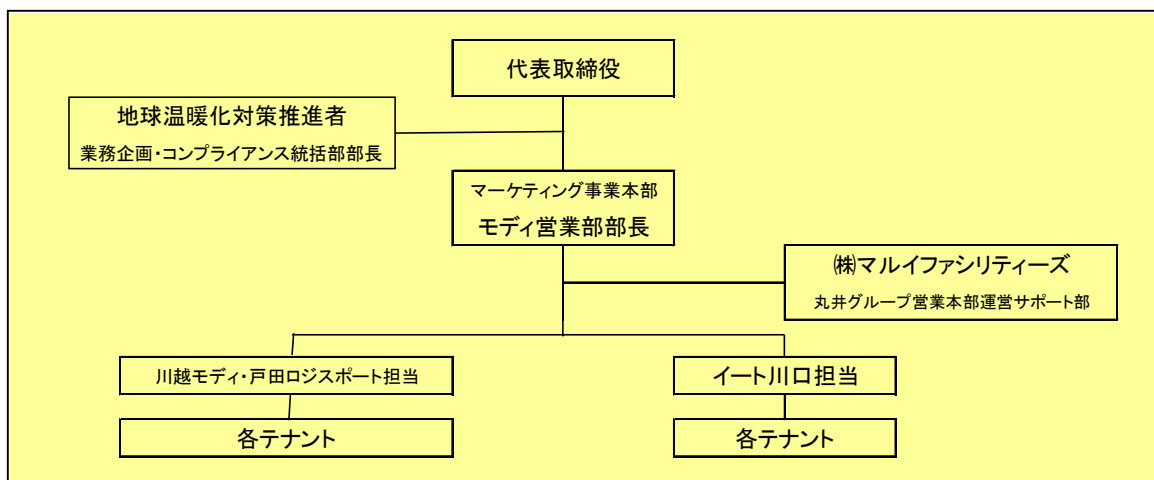 代表取締役
地球温暖化対策推進者
業務企画・コンプライアンス統括部部長
マーケティング事業本部
モディ営業部部長
㈱マルイファシリティーズ
丸井グループ営業本部運営サポート部
川越モディ・戸田ロジスポート担当
イート川口担当
各テナント
各テナント